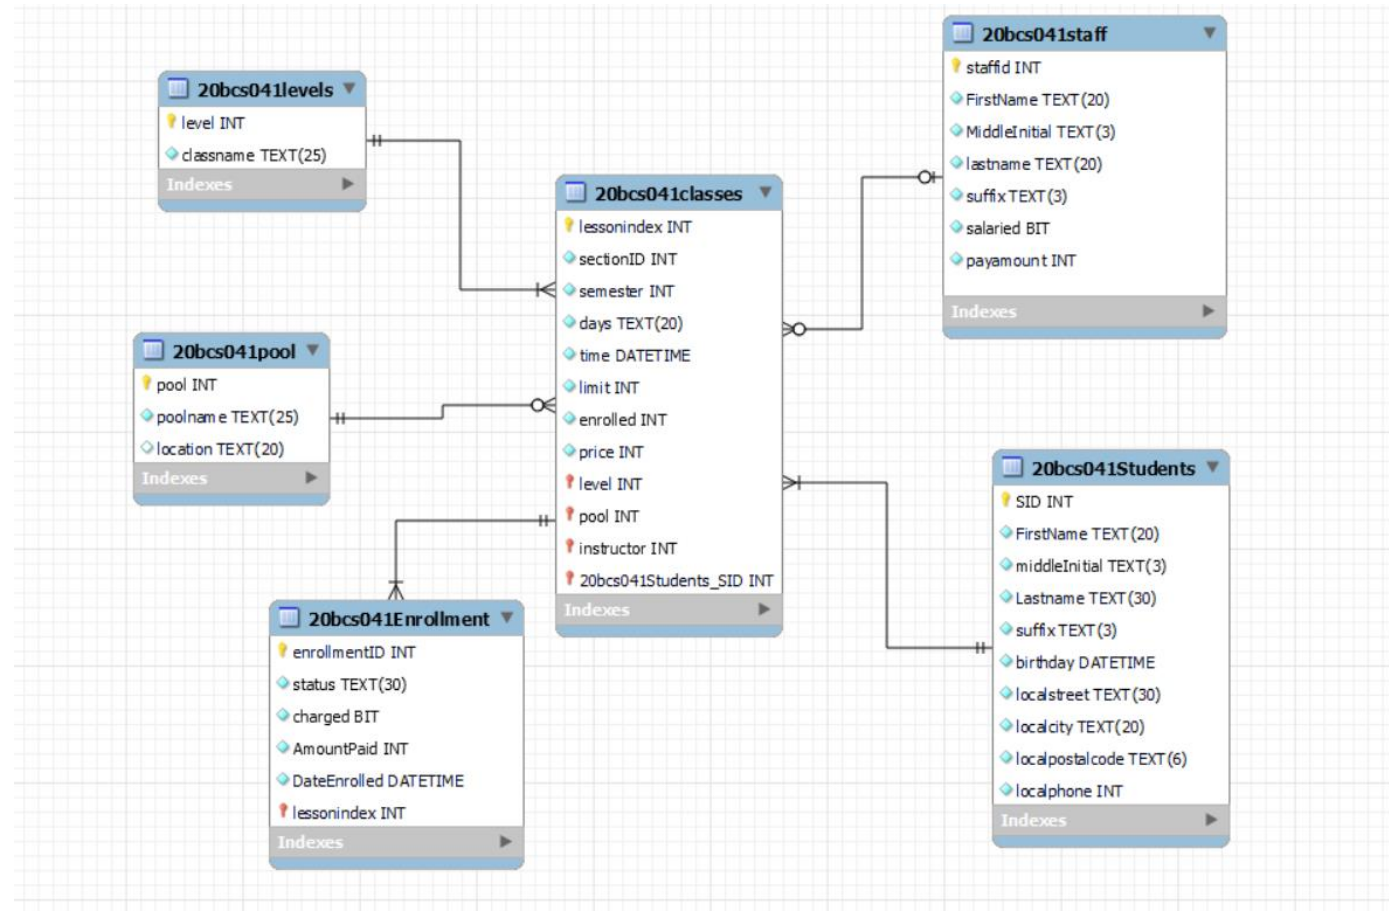 20bcs041levels
level INT
classname TEXT(25)
Indexes
20bcs041pool
pool INT
poolname TEXT(25)
location TEXT(20)
Indexes
20bcs041Enrollment
enrollmentID INT
status TEXT(30)
charged BIT
AmountPaid INT
DateEnrolled DATETIME
lessonindex INT
Indexes
20bcs041classes
lessonindex INT
sectionID INT
semester INT
days TEXT(20)
time DATETIME
limit INT
enrolled INT
price INT
level INT
pool INT
instructor INT
20bcs041Students_SID INT
Indexes
20bcs041staff
staffid INT
FirstName TEXT(20)
MiddleInitial TEXT(3)
lastname TEXT(20)
suffix TEXT(3)
salaried BIT
payamount INT
Indexes
20bcs041Students
SID INT
FirstName TEXT(20)
middleInitial TEXT(3)
Lastname TEXT(30)
suffix TEXT(3)
birthday DATETIME
localstreet TEXT(30)
localcity TEXT(20)
localpostalcode TEXT(6)
localphone INT
Indexes